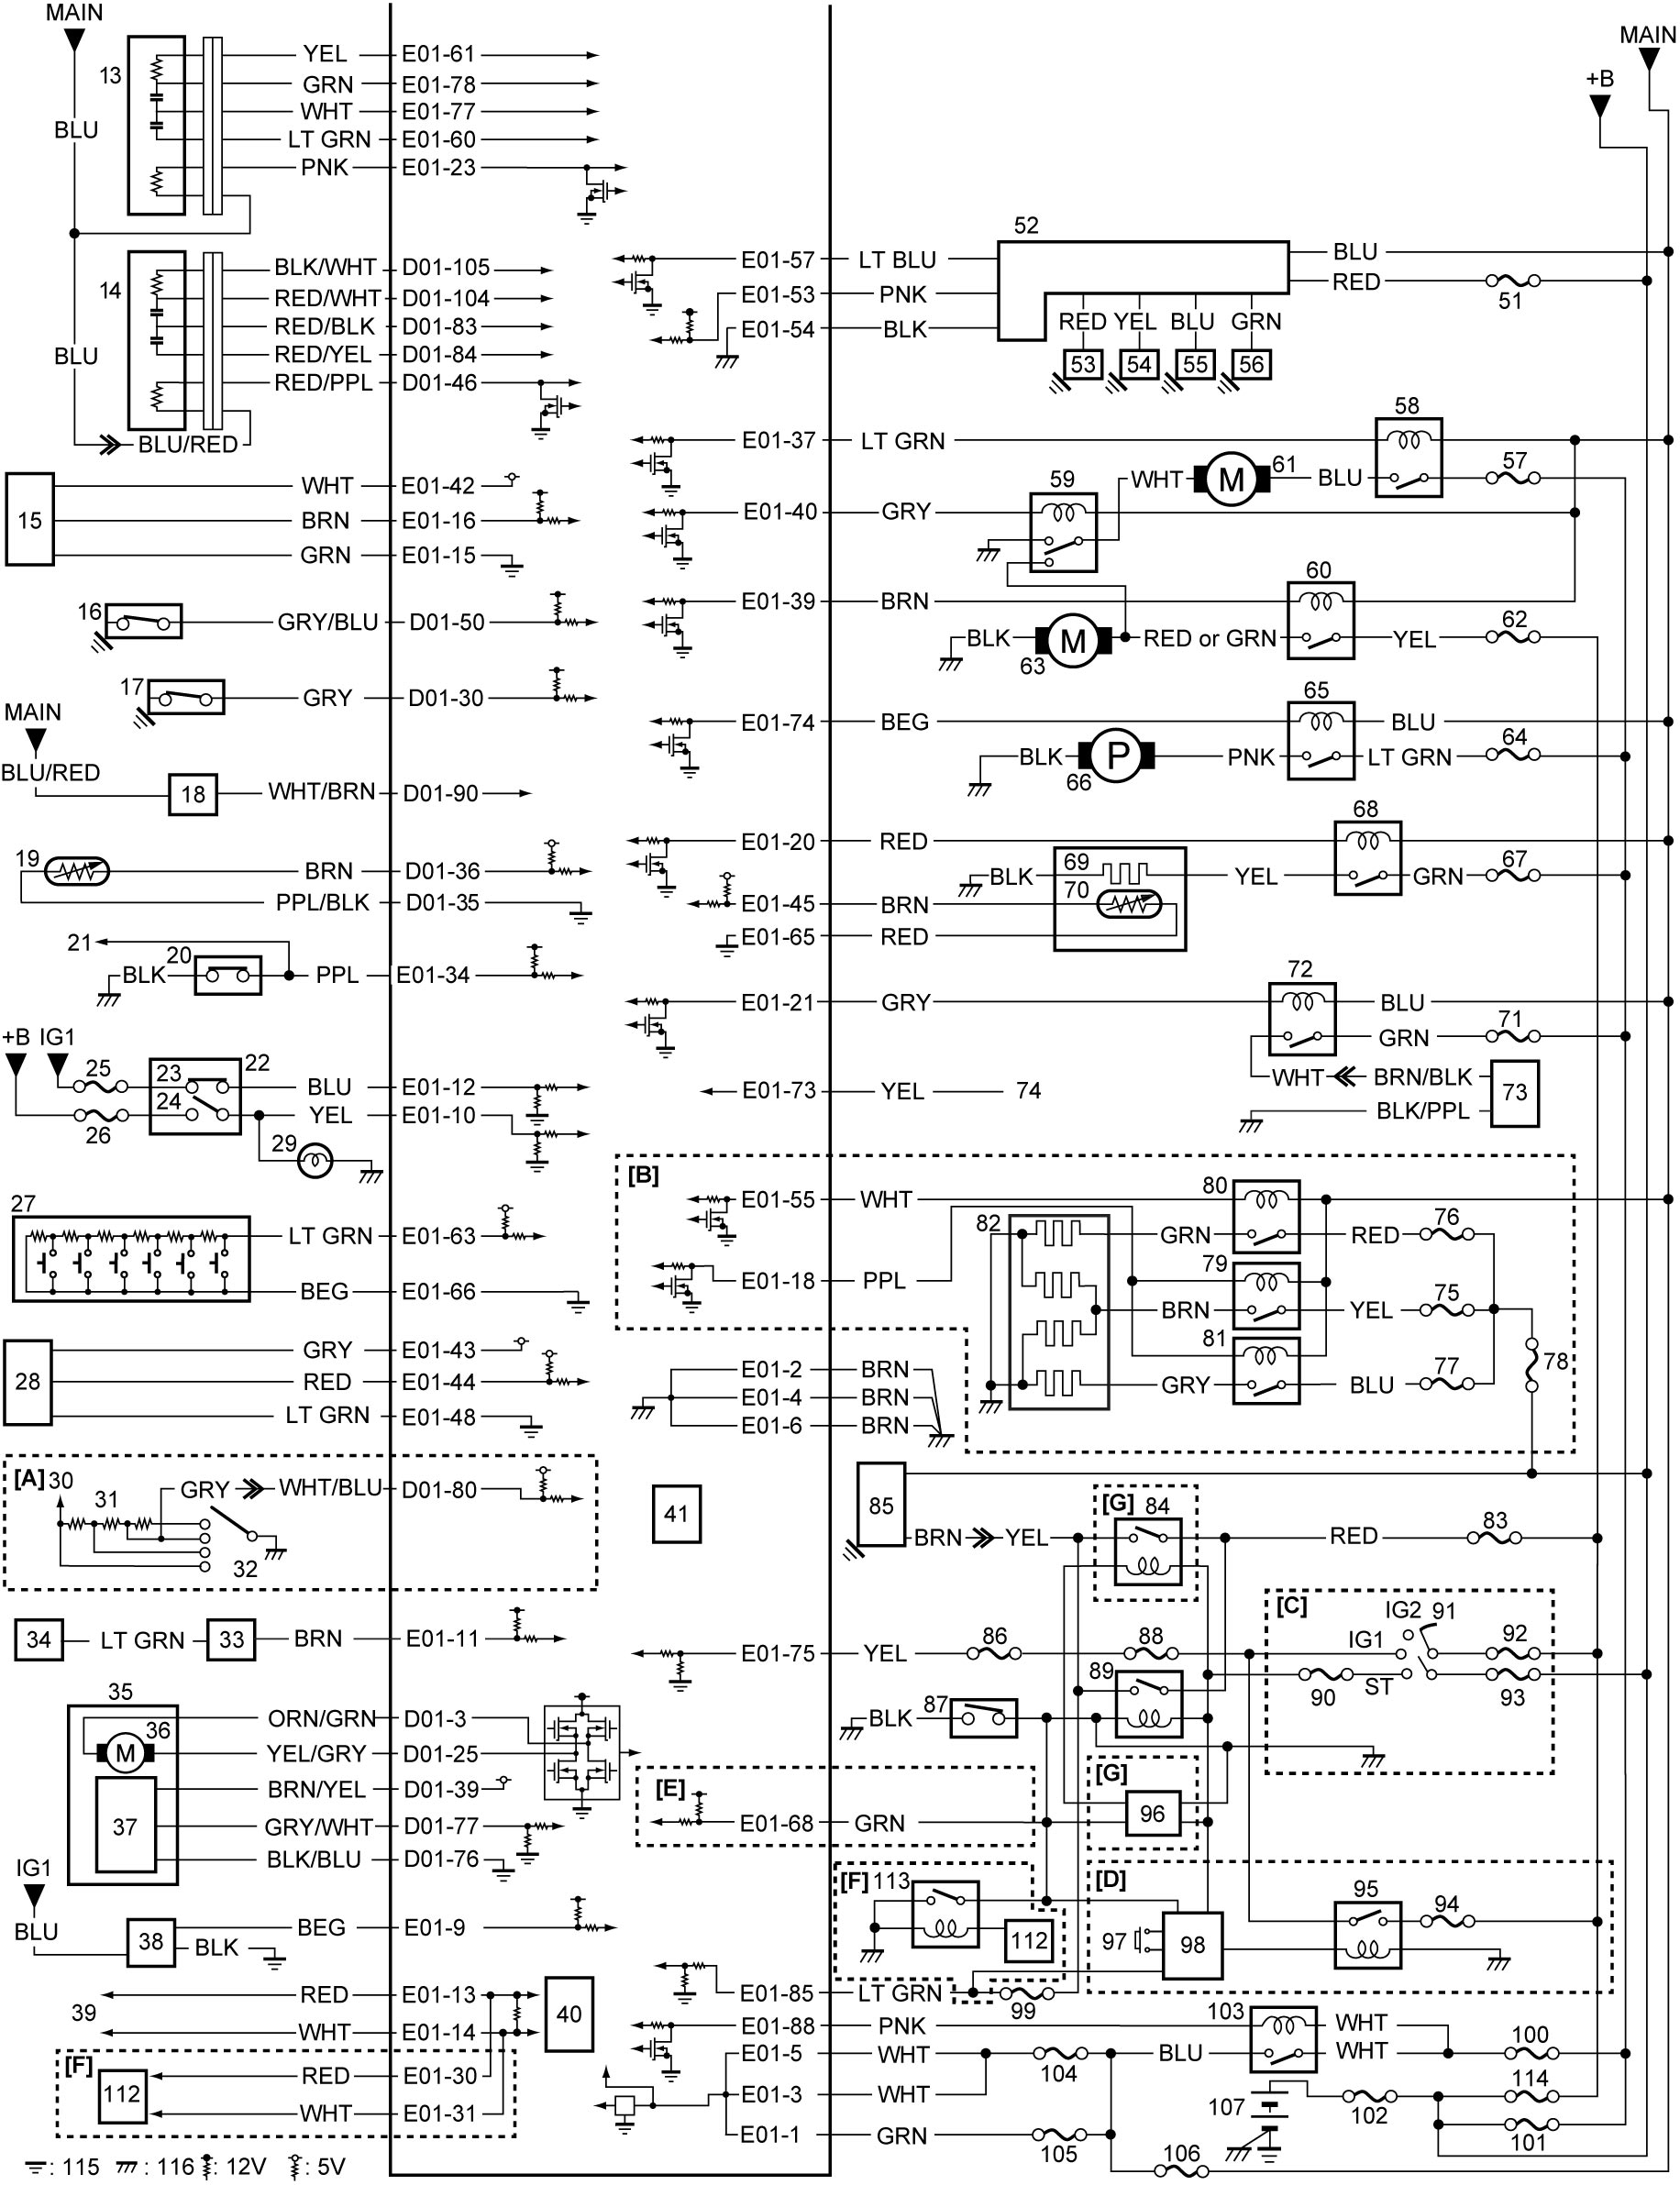 MAIN
13
YEL E01-61
GRN E01-78
WHT E01-77
LT GRN E01-60
PNK E01-23
BLU
14
BLK/WHT D01-105
RED/WHT D01-104
RED/BLK D01-83
RED/YEL D01-84
RED/PPL D01-46
BLU
BLU/RED
15
WHT E01-42
BRN E01-16
GRN E01-15
16 GRY/BLU D01-50
17 GRY D01-30
MAIN
BLU/RED
18 WHT/BRN D01-90
19 BRN D01-36
PPL/BLK D01-35
21
20
BLK PPL E01-34
+B IG1
25 23 22
BLU E01-12
24
YEL E01-10
26
29
27
LT GRN E01-63
BEG E01-66
28
GRY E01-43
RED E01-44
LT GRN E01-48
[A] 30
31
GRY WHT/BLU D01-80
32
34 LT GRN 33 BRN E01-11
35
ORN/GRN D01-3
36
M
YEL/GRY D01-25
BRN/YEL D01-39
37
GRY/WHT D01-77
BLK/BLU D01-76
IG1
BLU
38
BEG E01-9
BLK
39
RED E01-13
WHT E01-14
40
[F]
112
RED E01-30
WHT E01-31
: 115 : 116 : 12V : 5V
MAIN
+B
52
E01-57 LT BLU
E01-53 PNK
E01-54 BLK
BLU
RED 51
RED YEL BLU GRN
53 54 55 56
58
E01-37 LT GRN
59 WHT M 61 BLU 57
E01-40 GRY
60
E01-39 BRN
BLK M RED or GRN YEL 62
63
65
E01-74 BEG BLU
BLK P PNK LT GRN 64
66
68
E01-20 RED
69 BLK YEL GRN 67
70
E01-45 BRN
E01-65 RED
72
E01-21 GRY BLU
GRN 71
WHT BRN/BLK
73
BLK/PPL
E01-73 YEL 74
[B]
E01-55 WHT 80
82 GRN RED 76
79
E01-18 PPL
BRN YEL 75
81
78
GRY BLU 77
E01-2 BRN
E01-4 BRN
E01-6 BRN
41
85
[G] 84
BRN YEL RED 83
[C]
IG2 91
IG1 92
E01-75 YEL 86 88
89
90 ST 93
BLK 87
[E]
E01-68 GRN
[G]
96
[F] 113
112
[D]
95
94
97 98
E01-85 LT GRN 99
E01-88 PNK 103 WHT
E01-5 WHT 104 BLU WHT 100
E01-3 WHT
107 102 114
101
E01-1 GRN 105
106